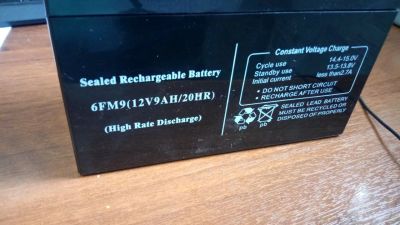 Sealed Rechargeable Battery
6FM9(12V9AH/20HR)
(High Rate Discharge)
Constant Voltage Charge
Cycle use 14.4-15.0V
Standby use 13.5-13.8V
Initial current less than2.7A
• DO NOT SHORT CIRCUIT
• RECHARGE AFTER USE
SEALED LEAD BATTERY
MUST BE RECYCLED OR
DISPOSED OF PROPERLY
pb pb